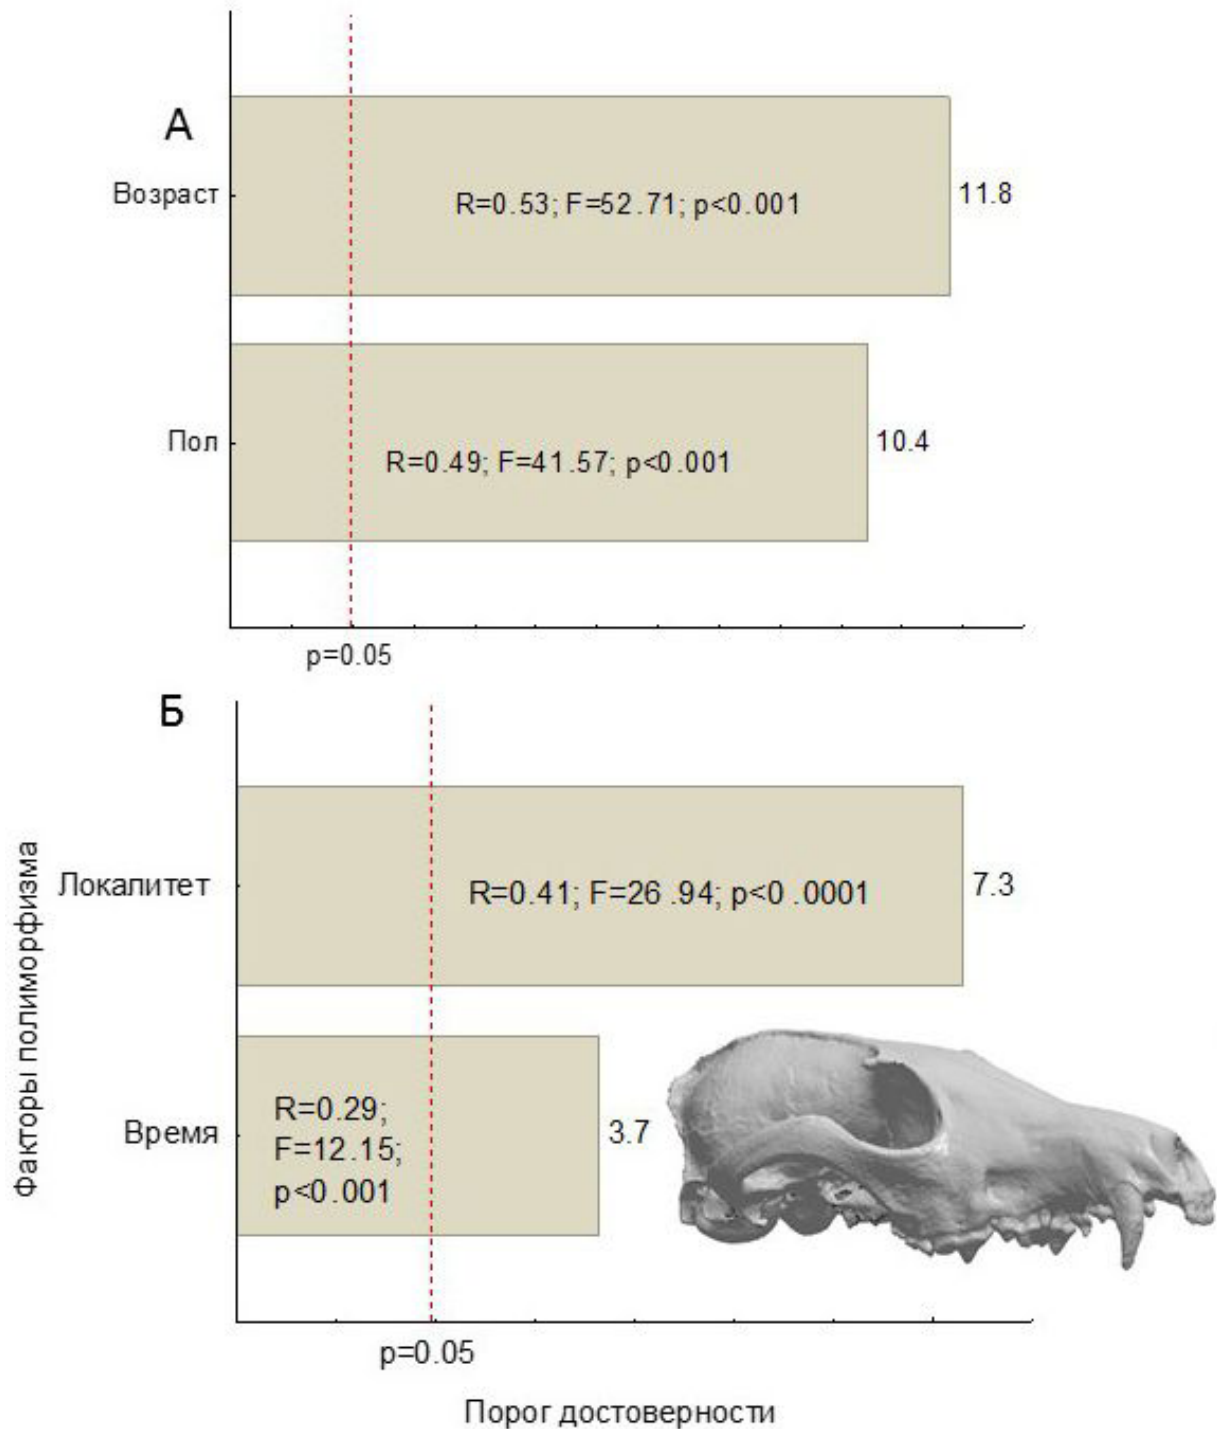 А
Возраст
R=0.53; F=52.71; p<0.001
11.8
Пол
R=0.49; F=41.57; p<0.001
10.4
p=0.05
Б
Факторы полиморфизма
Локалитет
R=0.41; F=26.94; p<0.0001
7.3
Время
R=0.29;
F=12.15;
p<0.001
3.7
p=0.05
Порог достоверности